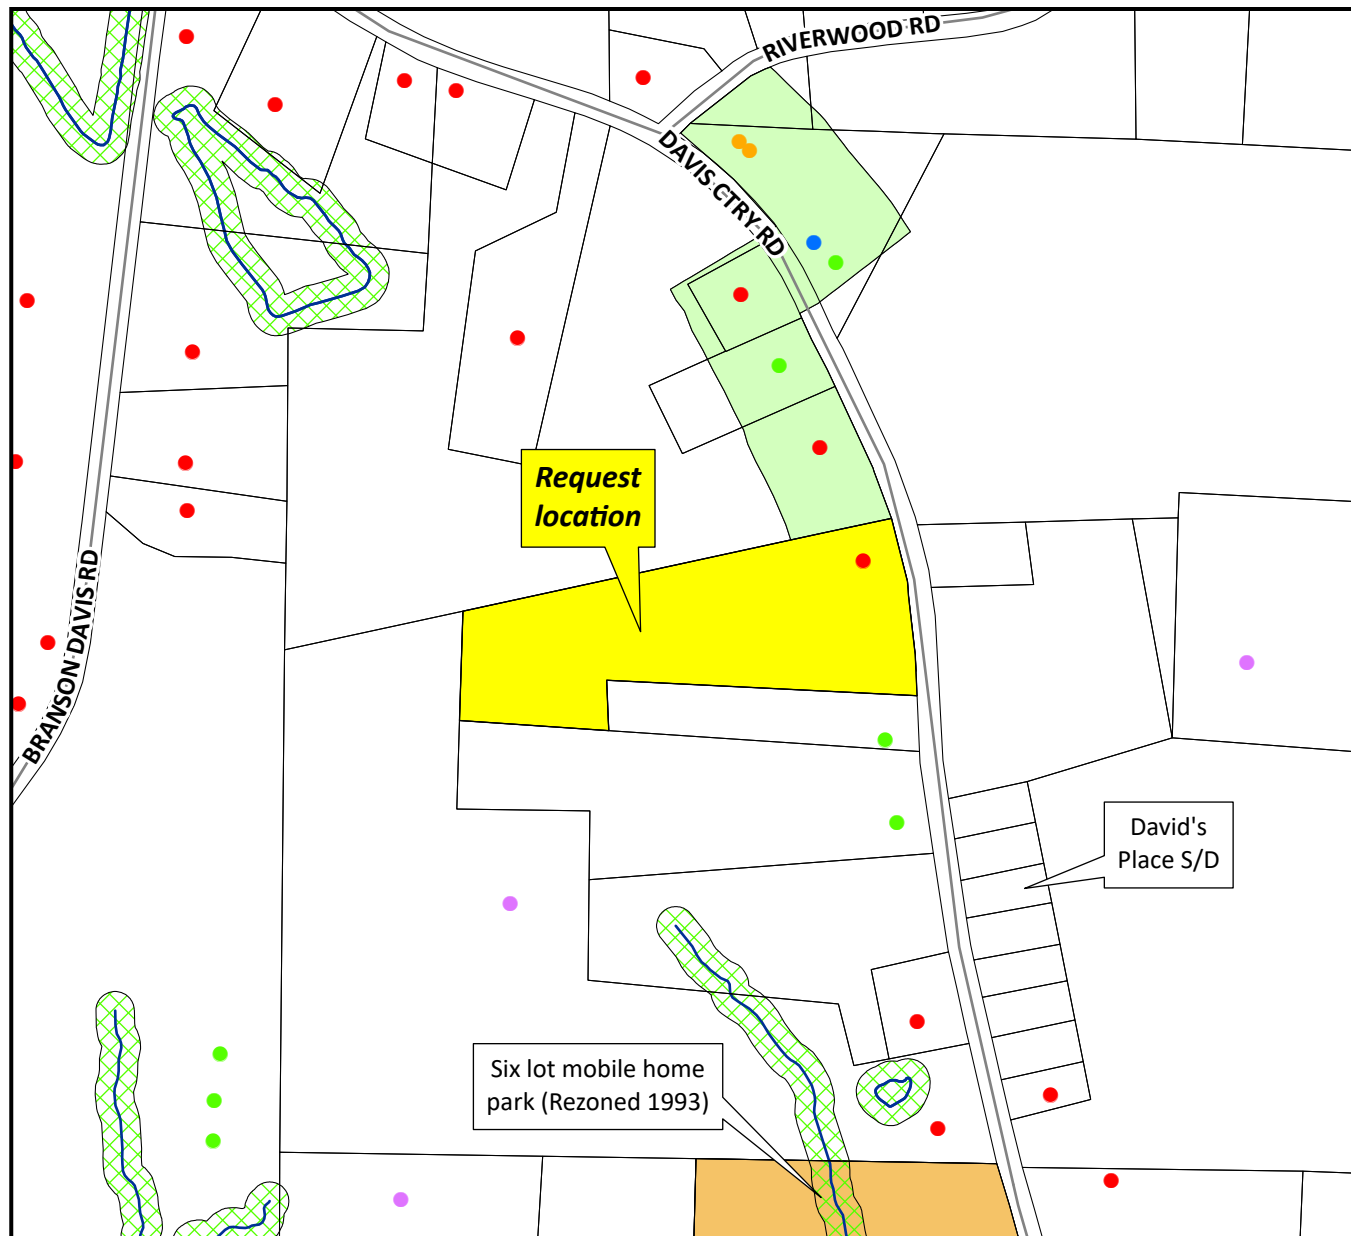 RIVERWOOD RD
DAVIS CTRY RD
Request
location
BRANSON DAVIS RD
David's
Place S/D
Six lot mobile home
park (Rezoned 1993)